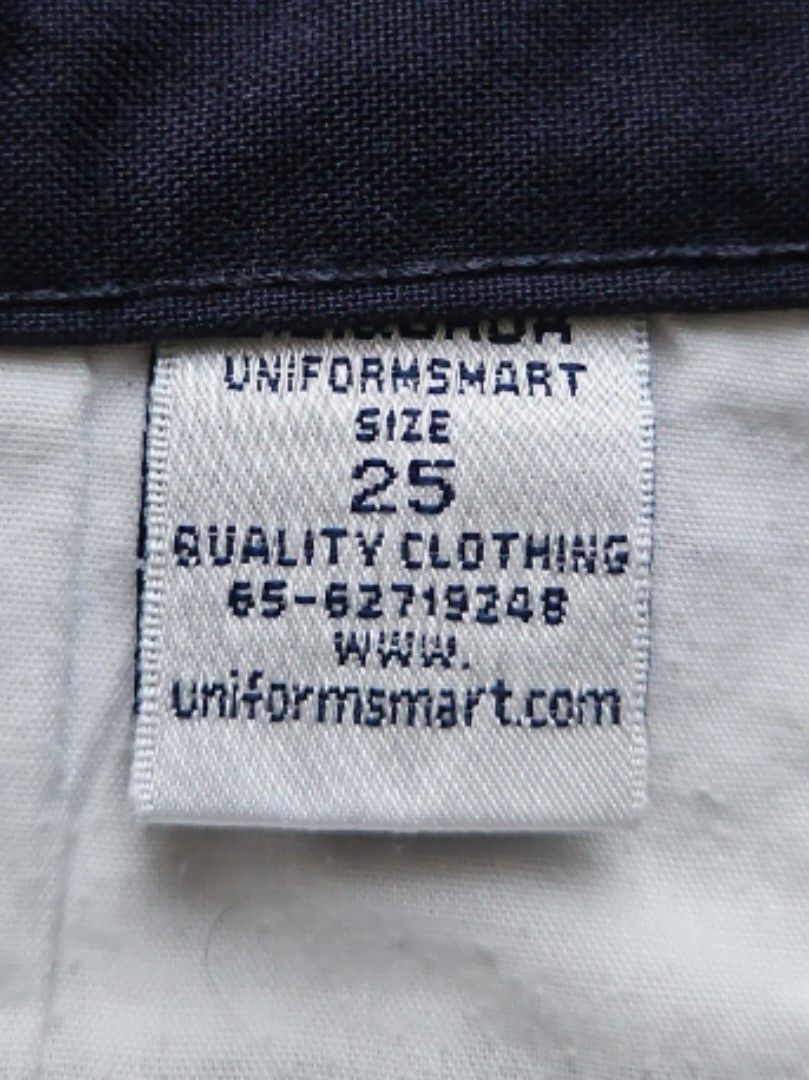 UNIFORMSMART
SIZE
25
QUALITY CLOTHING
65-62719248
WWW.
uniformsmart.com